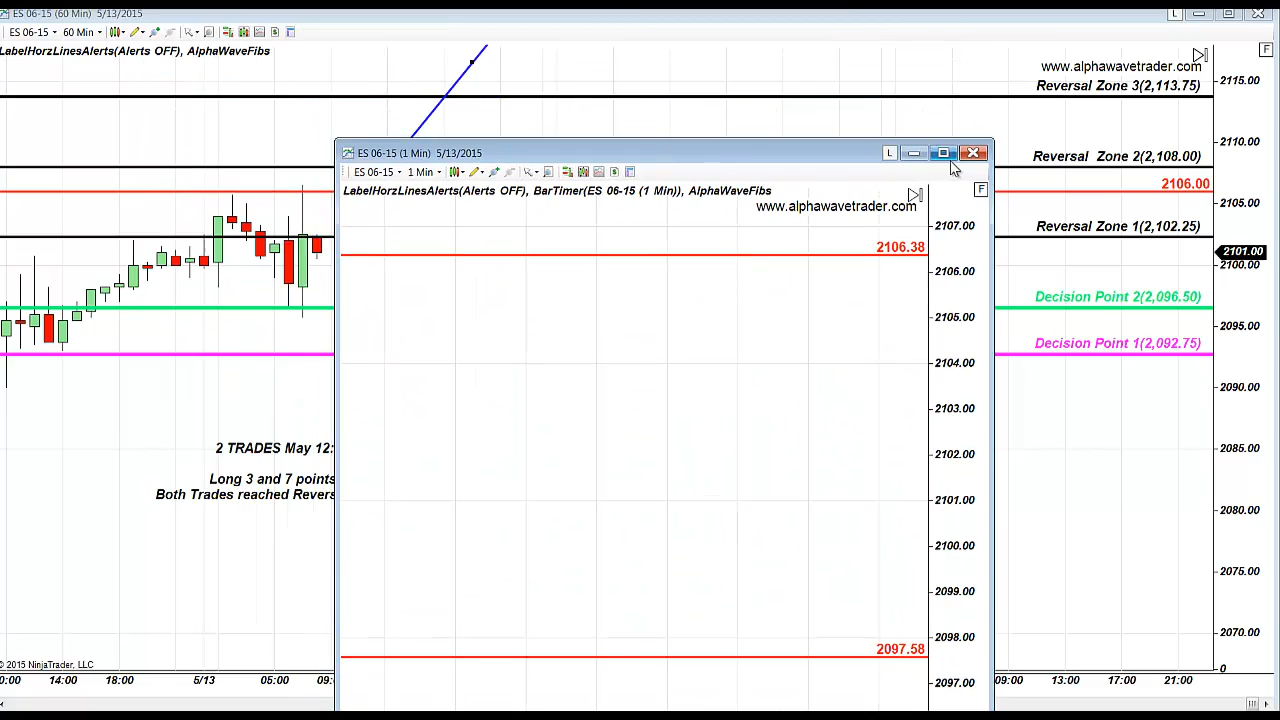 ES 06-15 (60 Min)  5/13/2015
L
ES 06-15 60 Min
LabelHorzLinesAlerts(Alerts OFF), AlphaWaveFibs
F
www.alphawavetrader.com
2115.00
Reversal Zone 3(2,113.75)
2110.00
Reversal Zone 2(2,108.00)
2106.00
2105.00
Reversal Zone 1(2,102.25)
2101.00
2100.00
Decision Point 2(2,096.50)
2095.00
Decision Point 1(2,092.75)
2090.00
2085.00
2080.00
2075.00
2070.00
0
2 TRADES May 12:
Long 3 and 7 points
Both Trades reached Revers
© 2015 NinjaTrader, LLC
0:00 14:00 18:00 5/13 05:00 09: 09:00 13:00 17:00 21:00
ES 06-15 (1 Min)  5/13/2015
L
ES 06-15 1 Min
LabelHorzLinesAlerts(Alerts OFF), BarTimer(ES 06-15 (1 Min)), AlphaWaveFibs
F
www.alphawavetrader.com
2107.00
2106.38
2106.00
2105.00
2104.00
2103.00
2102.00
2101.00
2100.00
2099.00
2098.00
2097.58
2097.00